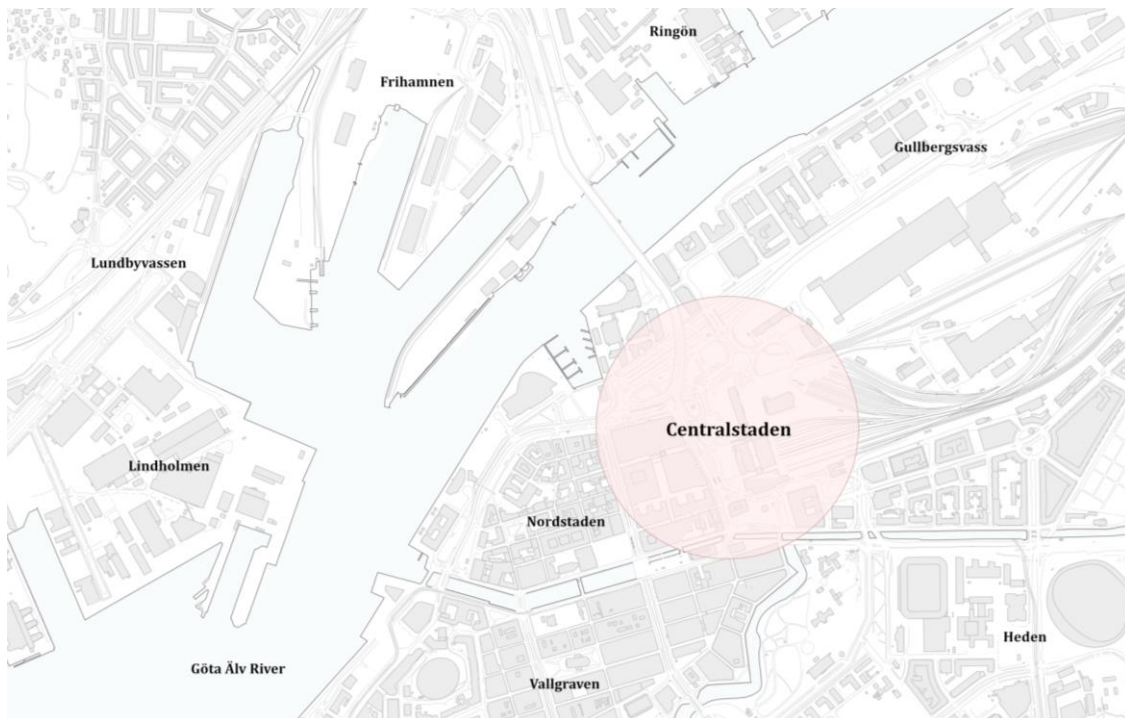 Ringön
Frihamnen
Gullbergsvass
Lundbyvassen
Centralstaden
Lindholmen
Nordstaden
Heden
Göta Älv River
Vallgraven